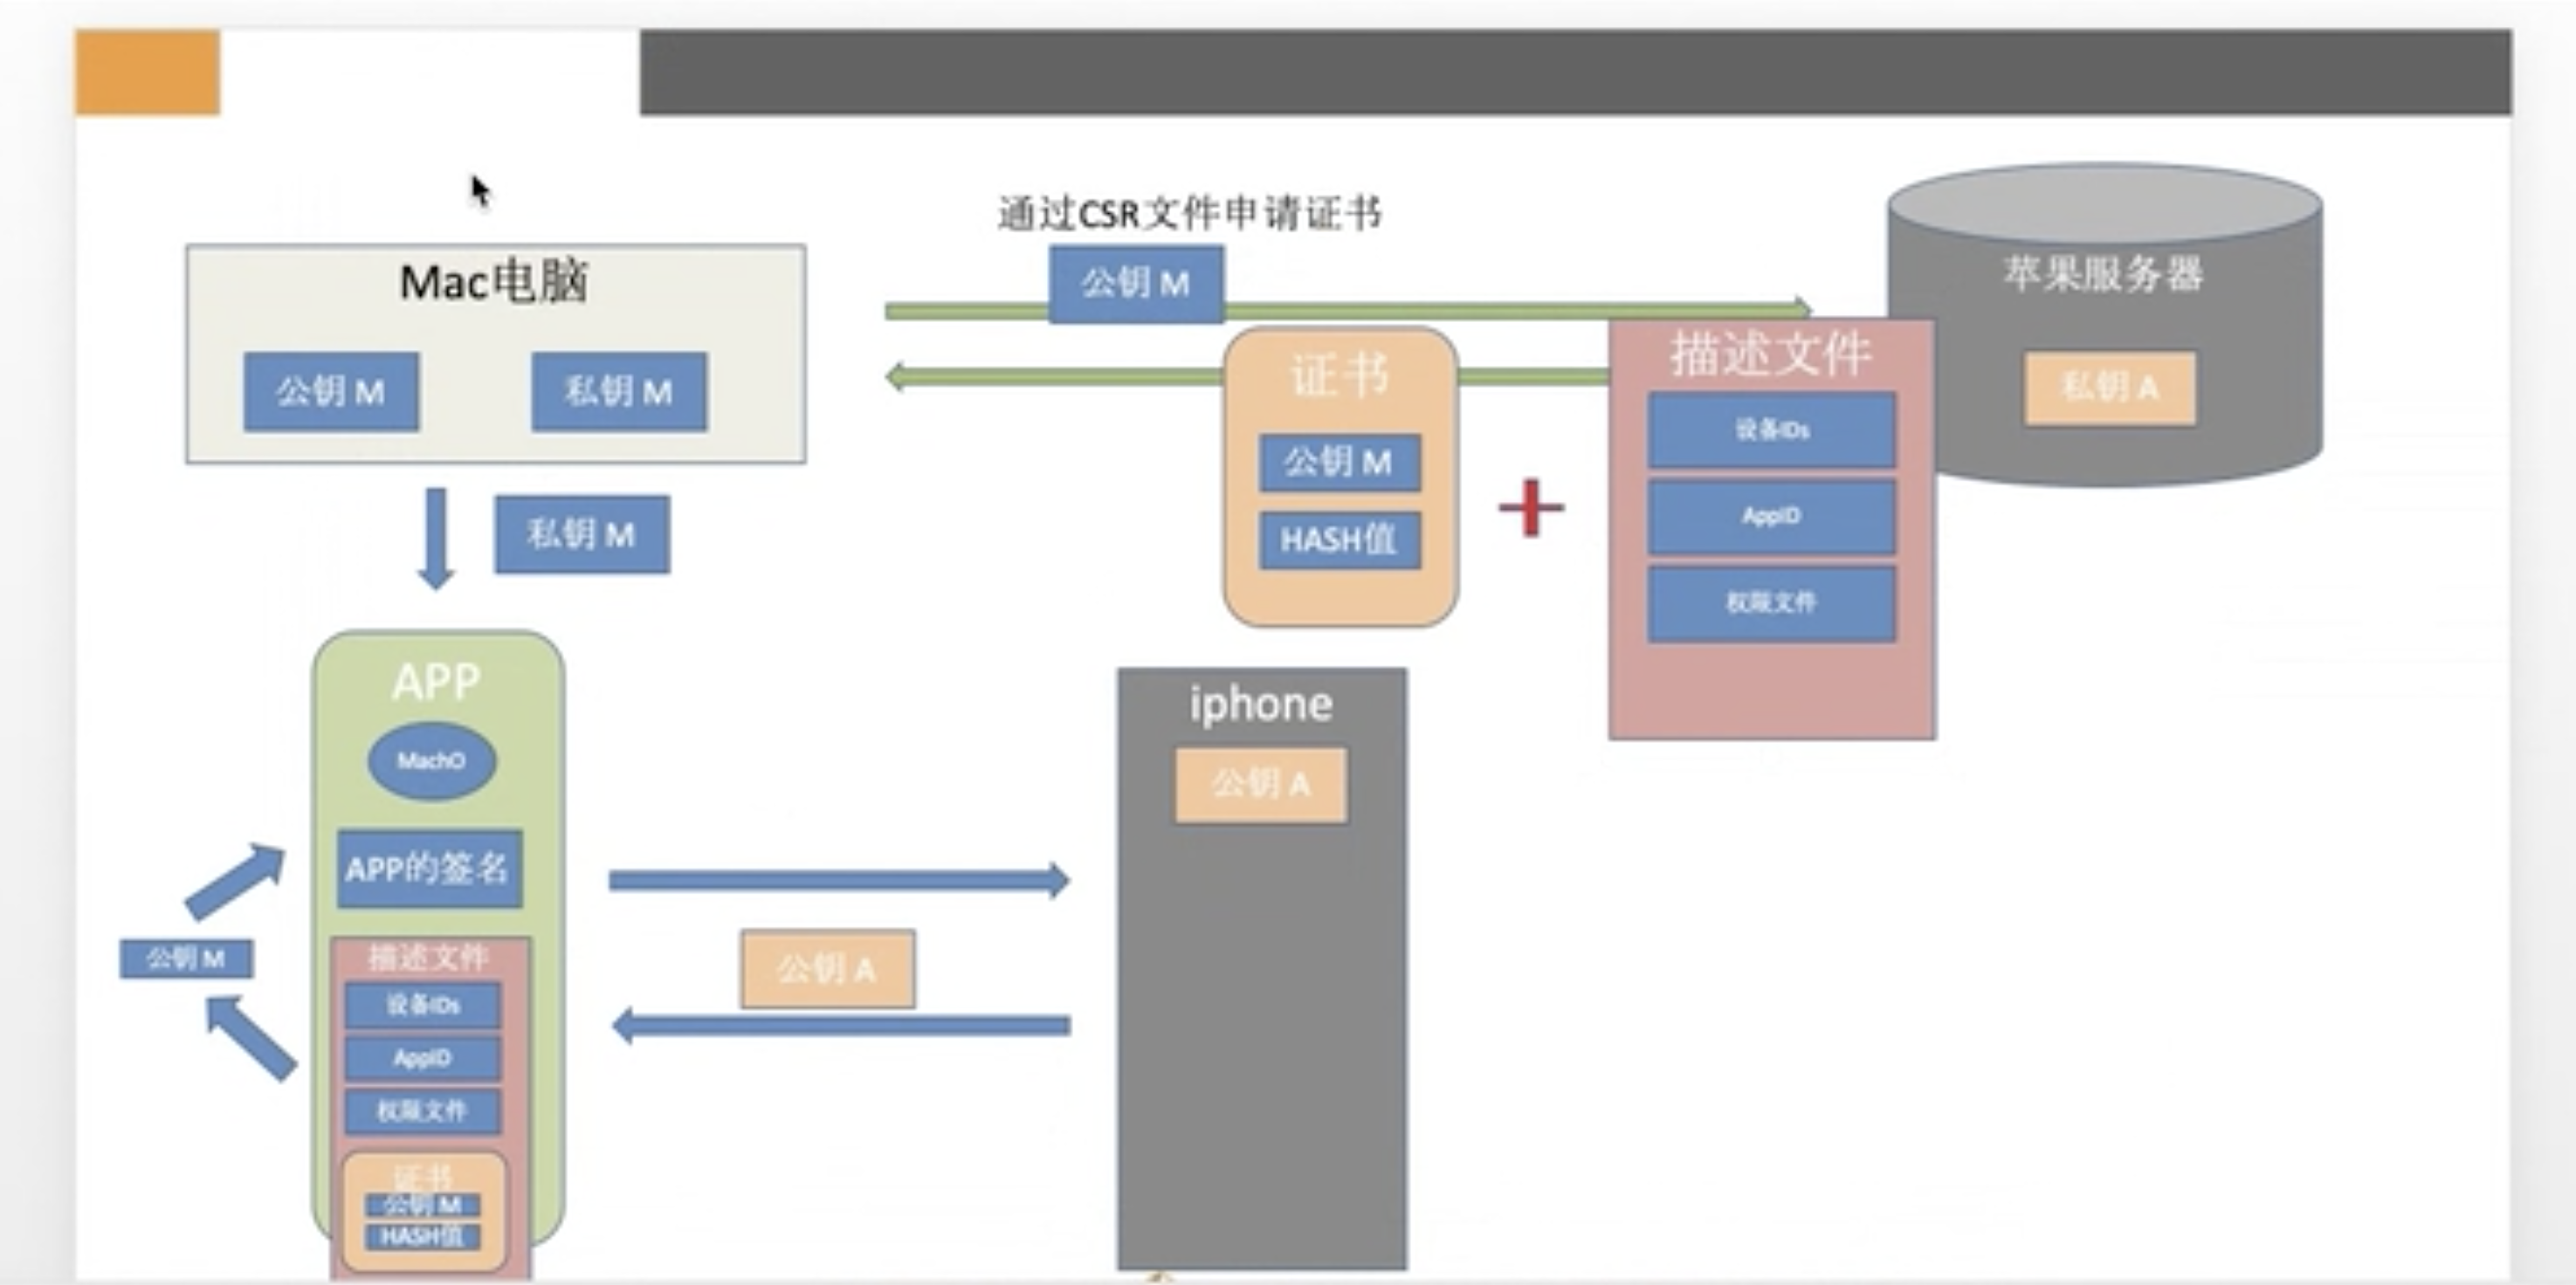 通过CSR文件申请证书
Mac电脑
公钥 M
私钥 M
公钥 M
苹果服务器
私钥 A
证书
公钥 M
HASH值
描述文件
设备IDs
AppID
权限文件
私钥 M
APP
MachO
APP的签名
描述文件
设备IDs
AppID
权限文件
证书
公钥 M
HASH值
公钥 M
公钥 A
iphone
公钥 A